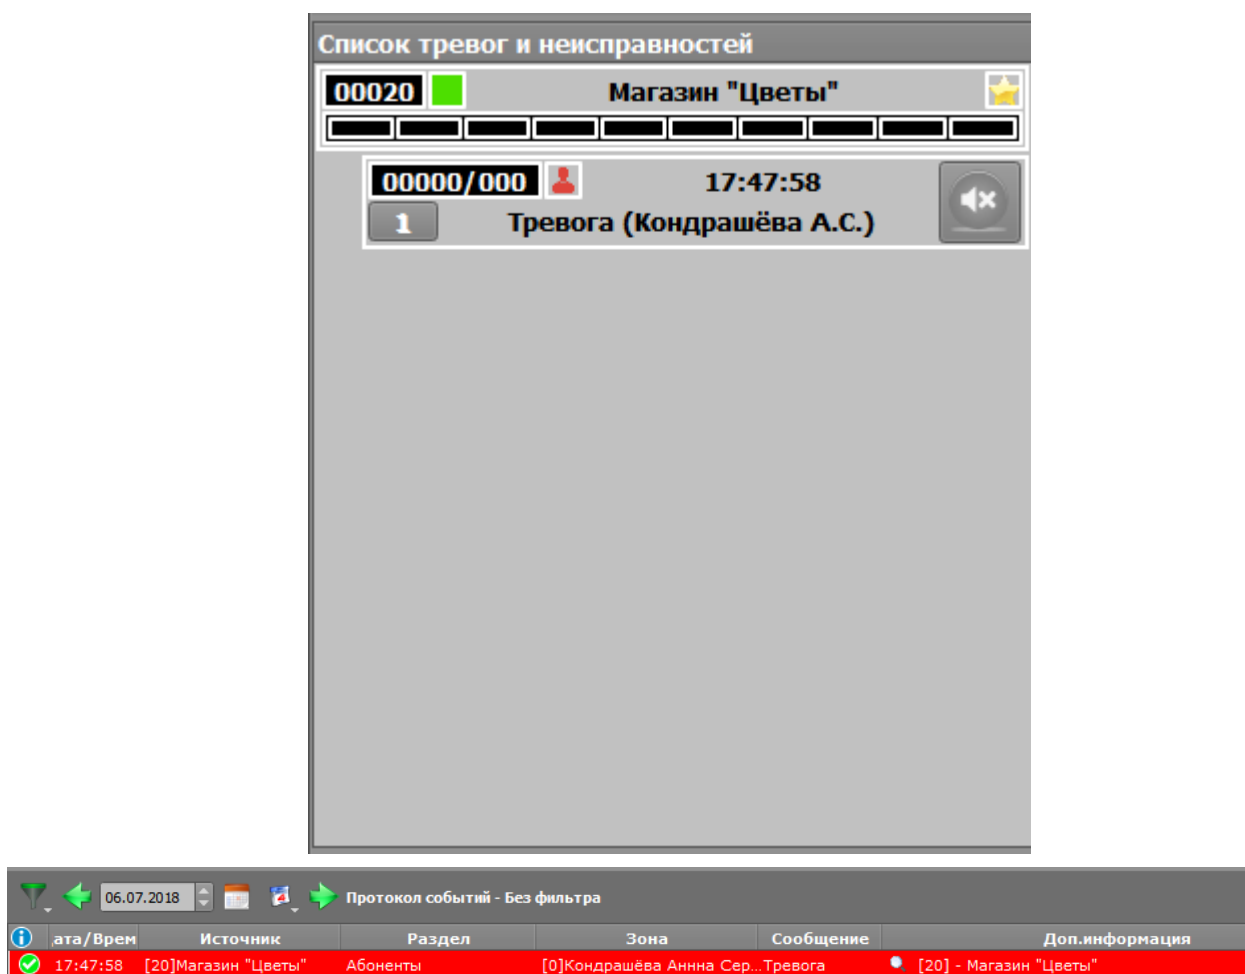 Список тревог и неисправностей
00020 Магазин "Цветы"
00000/000 17:47:58
1 Тревога (Кондрашёва А.С.)
06.07.2018 Протокол событий - Без фильтра
ата/Врем Источник Раздел Зона Сообщение Доп.информация
17:47:58 [20]Магазин "Цветы" Абоненты [0]Кондрашёва Аннна Сер...Тревога [20] - Магазин "Цветы"